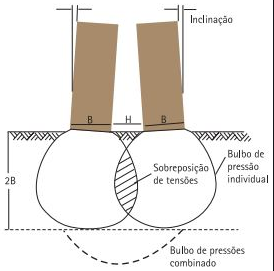 Inclinação
B
H
B
2B
Sobreposição
de tensões
Bulbo de
pressão
individual
Bulbo de pressões
combinado